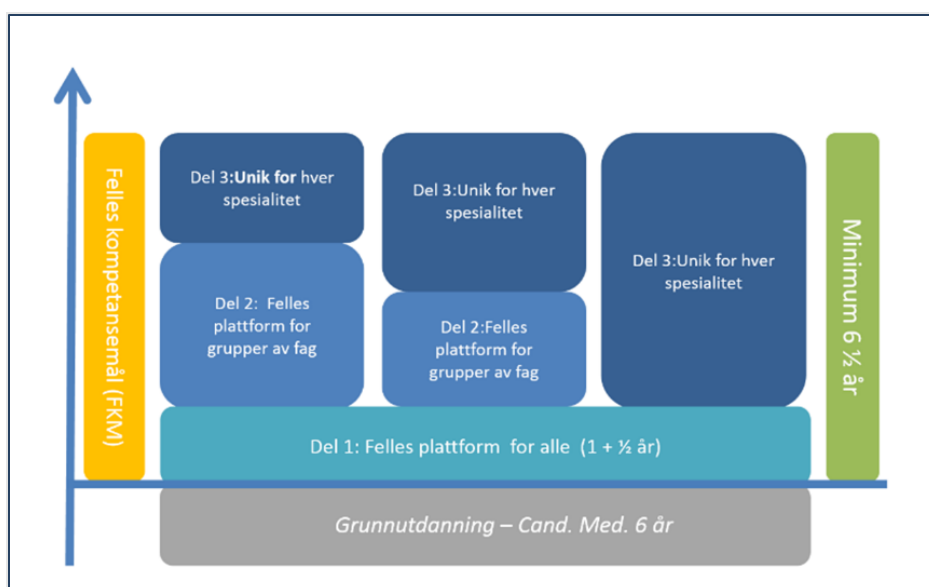 Felles kompetansemål (FKM)
Del 3:Unik for hver
spesialitet
Del 2:  Felles
plattform for
grupper av fag
Del 3:Unik for hver
spesialitet
Del 2:Felles
plattform for
grupper av fag
Del 3:Unik for hver
spesialitet
Minimum 6 ½ år
Del 1: Felles plattform  for alle  (1 + ½ år)
Grunnutdanning – Cand. Med. 6 år